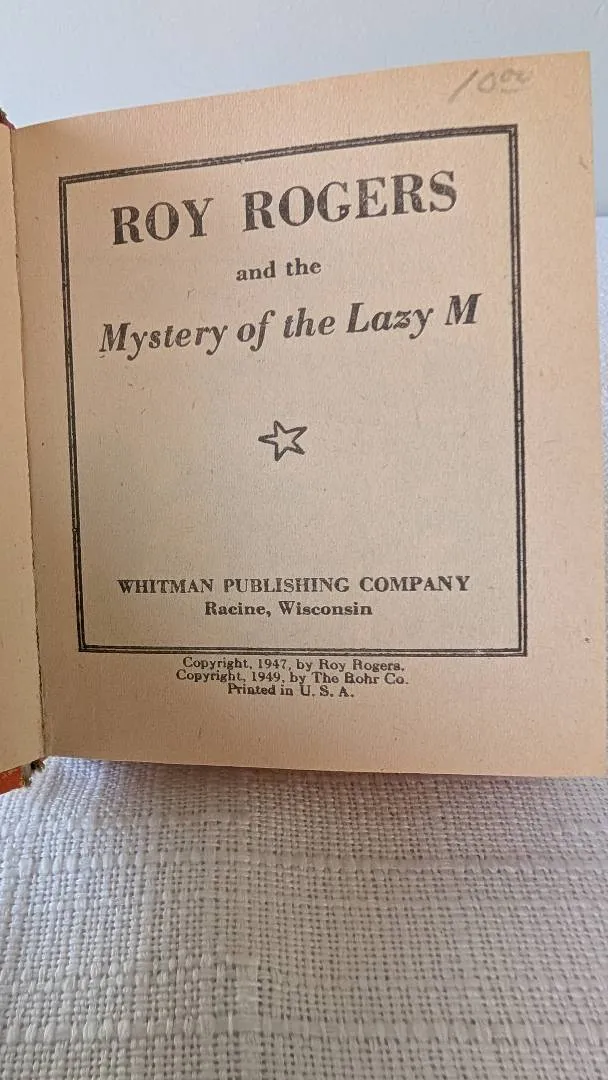 10.00
ROY ROGERS
and the
Mystery of the Lazy M
WHITMAN PUBLISHING COMPANY
Racine, Wisconsin
Copyright, 1947, by Roy Rogers.
Copyright, 1949, by The Rohr Co.
Printed in U. S. A.